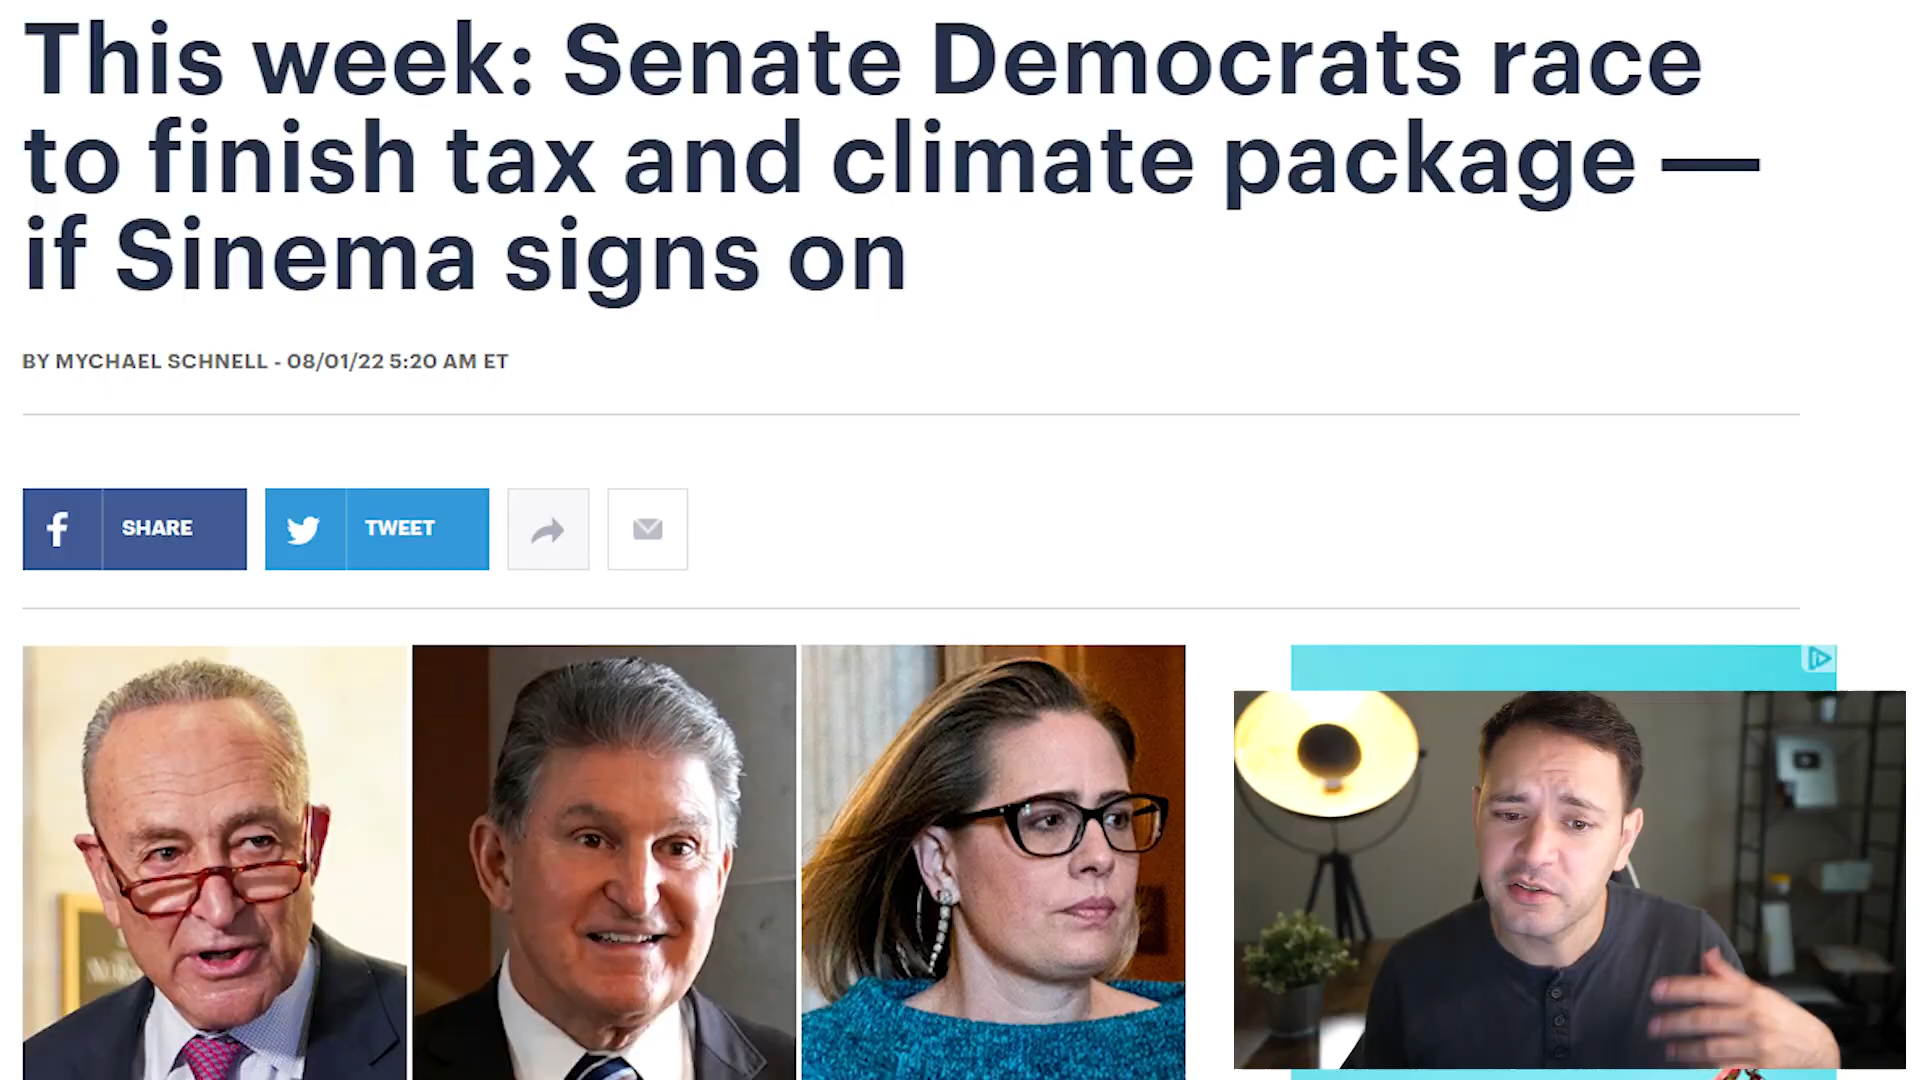 This week: Senate Democrats race
to finish tax and climate package —
if Sinema signs on
BY MYCHAEL SCHNELL - 08/01/22 5:20 AM ET
SHARE
TWEET